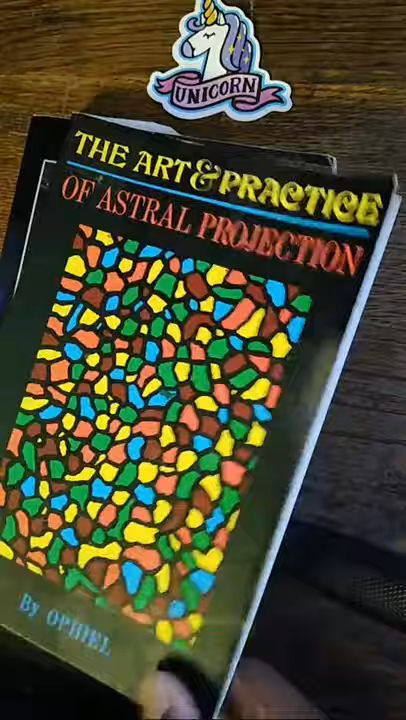 UNICORN
THE ART & PRACTICE
OF ASTRAL PROJECTION
By OPHIEL